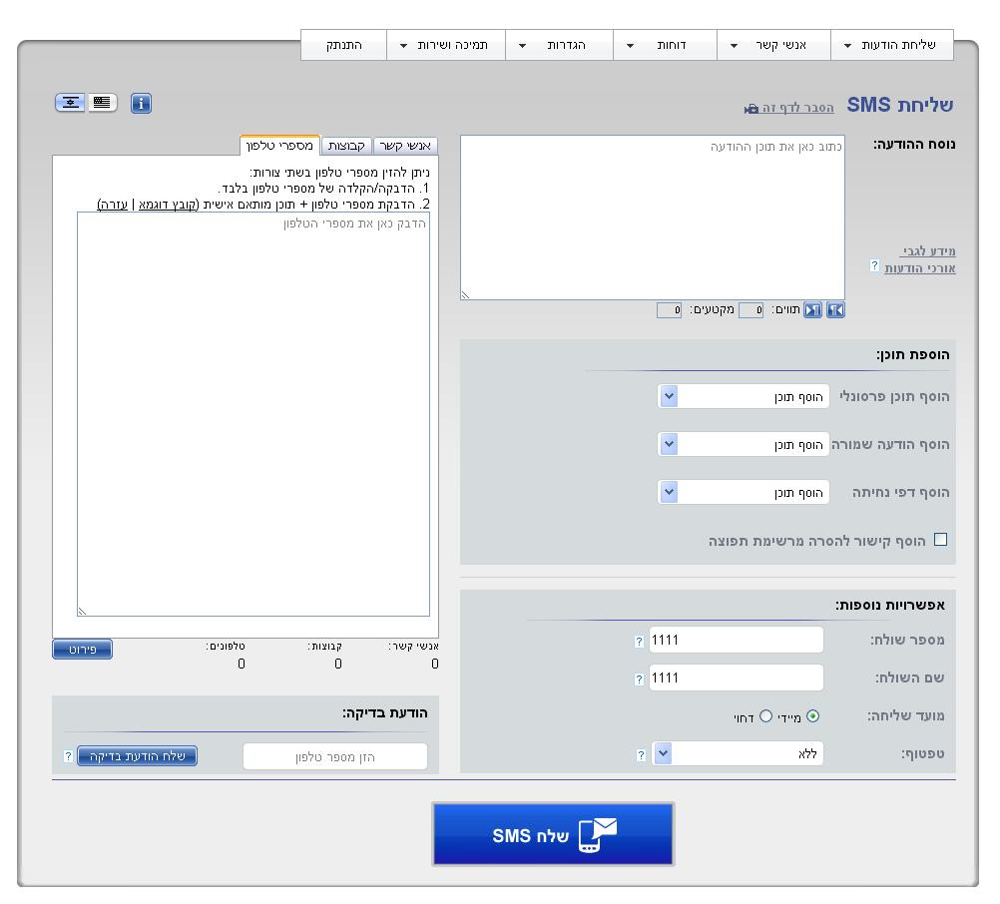 שליחת הודעות
אנשי קשר
דוחות
הגדרות
תמיכה ושירות
התנתק
שליחת SMS
הסבר לדף זה
i
נוסח ההודעה:
כתוב כאן את תוכן ההודעה
מידע לגבי
אורכי הודעות
?
תווים: 0 מקטעים: 0
הוספת תוכן:
הוסף תוכן פרסונלי
הוסף תוכן
הוסף הודעה שמורה
הוסף תוכן
הוסף דפי נחיתה
הוסף תוכן
הוסף קישור להסרה מרשימת תפוצה
אפשרויות נוספות:
מספר שולח: 1111 ?
שם השולח: 1111 ?
מועד שליחה: מיידי דחוי
טפטוף: ללא ?
אנשי קשר
קבוצות
מספרי טלפון
ניתן להזין מספרי טלפון בשתי צורות:
1. הדבקה/הקלדה של מספרי טלפון בלבד.
2. הדבקת מספרי טלפון + תוכן מותאם אישית (קובץ דוגמא | עזרה)
הדבק כאן את מספרי הטלפון
אנשי קשר: קבוצות: טלפונים:
0 0 0
פירוט
הודעת בדיקה:
הזן מספר טלפון
שלח הודעת בדיקה
?
שלח SMS